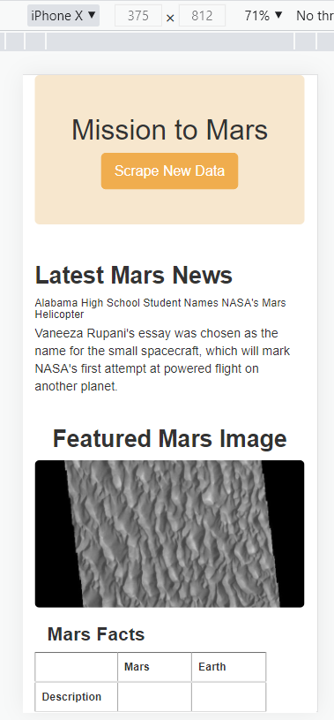 iPhone X ▼ 375 × 812 71% ▼ No thr
Mission to Mars
Scrape New Data
Latest Mars News
Alabama High School Student Names NASA's Mars
Helicopter
Vaneeza Rupani's essay was chosen as the
name for the small spacecraft, which will mark
NASA's first attempt at powered flight on
another planet.
Featured Mars Image
Mars Facts
Mars Earth
Description